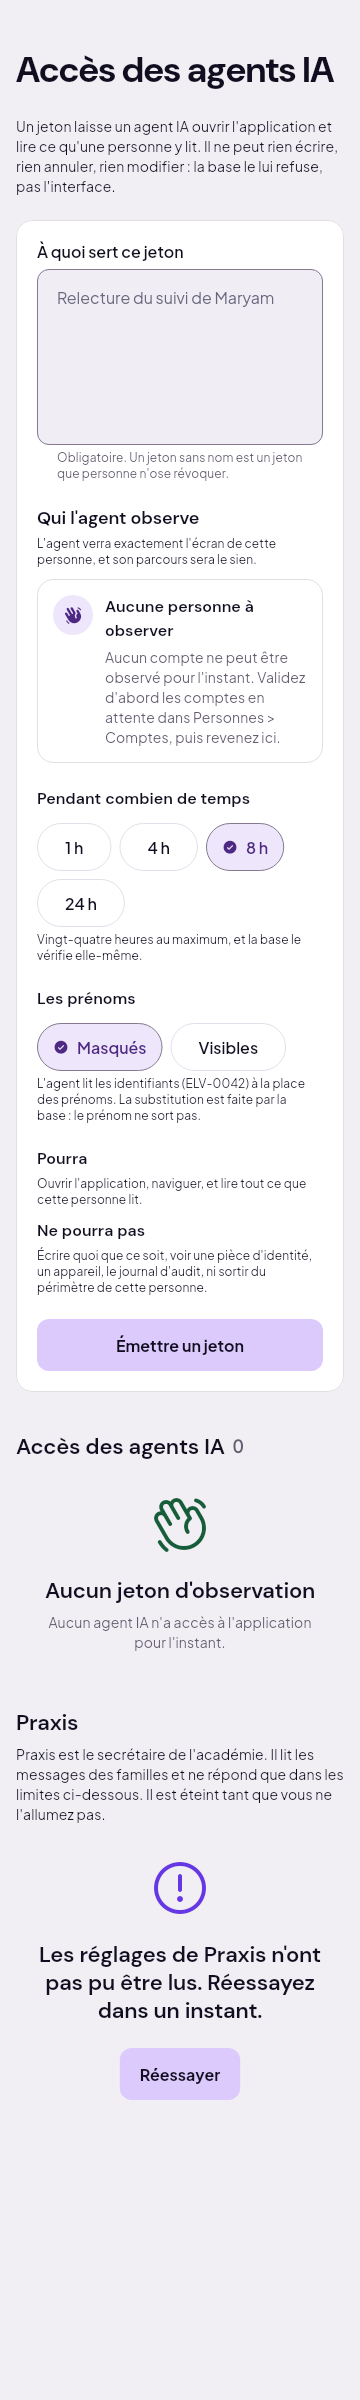 Accès des agents IA
Un jeton laisse un agent IA ouvrir l'application et
lire ce qu'une personne y lit. Il ne peut rien écrire,
rien annuler, rien modifier : la base le lui refuse,
pas l'interface.
À quoi sert ce jeton
Relecture du suivi de Maryam
Obligatoire. Un jeton sans nom est un jeton
que personne n'ose révoquer.
Qui l'agent observe
L'agent verra exactement l'écran de cette
personne, et son parcours sera le sien.
Aucune personne à
observer
Aucun compte ne peut être
observé pour l'instant. Validez
d'abord les comptes en
attente dans Personnes >
Comptes, puis revenez ici.
Pendant combien de temps
1 h
4 h
8 h
24 h
Vingt-quatre heures au maximum, et la base le
vérifie elle-même.
Les prénoms
Masqués
Visibles
L'agent lit les identifiants (ELV-0042) à la place
des prénoms. La substitution est faite par la
base : le prénom ne sort pas.
Pourra
Ouvrir l'application, naviguer, et lire tout ce que
cette personne lit.
Ne pourra pas
Écrire quoi que ce soit, voir une pièce d'identité,
un appareil, le journal d'audit, ni sortir du
périmètre de cette personne.
Émettre un jeton
Accès des agents IA 0
Aucun jeton d'observation
Aucun agent IA n'a accès à l'application
pour l'instant.
Praxis
Praxis est le secrétaire de l'académie. Il lit les
messages des familles et ne répond que dans les
limites ci-dessous. Il est éteint tant que vous ne
l'allumez pas.
Les réglages de Praxis n'ont
pas pu être lus. Réessayez
dans un instant.
Réessayer